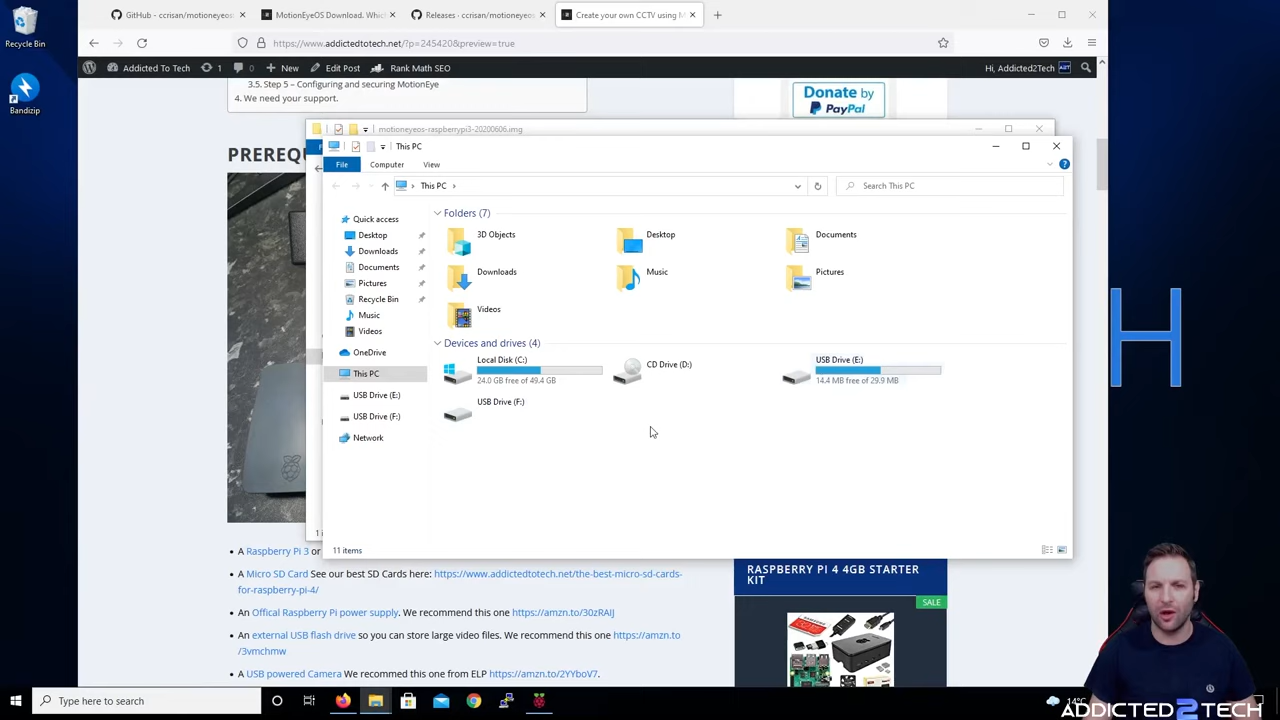 Recycle Bin
Bandizip
GitHub - ccrisan/motioneyeos:
MotionEyeOS Download. Which
Releases · ccrisan/motioneyeos
Create your own CCTV using M
https://www.addictedtotech.net/?p=245420&preview=true
Addicted To Tech
1
0
New
Edit Post
Rank Math SEO
Hi, Addicted2Tech
3.5. Step 5 – Configuring and securing MotionEye
4. We need your support.
Donate by
PayPal
PREREQU
motioneyeos-raspberrypi3-20200606.img
This PC
File
Computer
View
This PC
Search This PC
Quick access
Desktop
Downloads
Documents
Pictures
Recycle Bin
Music
Videos
OneDrive
This PC
USB Drive (E:)
USB Drive (F:)
Network
Folders (7)
3D Objects
Desktop
Documents
Downloads
Music
Pictures
Videos
Devices and drives (4)
Local Disk (C:)
24.0 GB free of 49.4 GB
CD Drive (D:)
USB Drive (E:)
14.4 MB free of 29.9 MB
USB Drive (F:)
11 items
H
A Raspberry Pi 3 or
A Micro SD Card See our best SD Cards here: https://www.addictedtotech.net/the-best-micro-sd-cards-
for-raspberry-pi-4/
An Offical Raspberry Pi power supply. We recommend this one https://amzn.to/30zRAIJ
An external USB flash drive so you can store large video files. We recommend this one https://amzn.to
/3vmchmw
A USB powered Camera We recommed this one from ELP https://amzn.to/2YYboV7.
RASPBERRY PI 4 4GB STARTER
KIT
SALE
Type here to search
14°C
ADDICTED2TECH